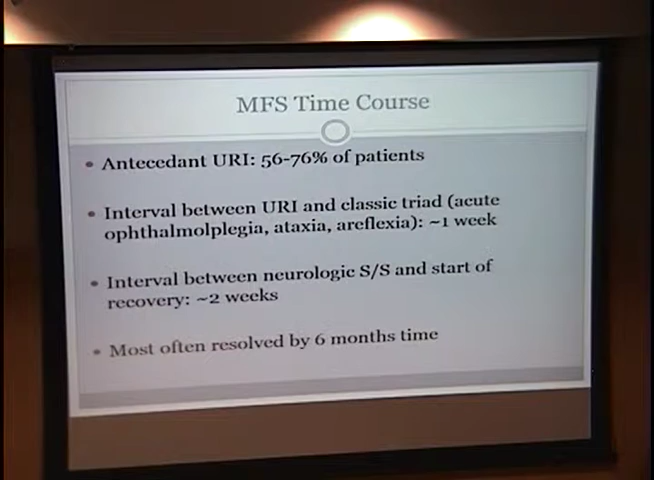 MFS Time Course
• Antecedant URI: 56-76% of patients
• Interval between URI and classic triad (acute
ophthalmolplegia, ataxia, areflexia): ~1 week
• Interval between neurologic S/S and start of
recovery: ~2 weeks
• Most often resolved by 6 months time